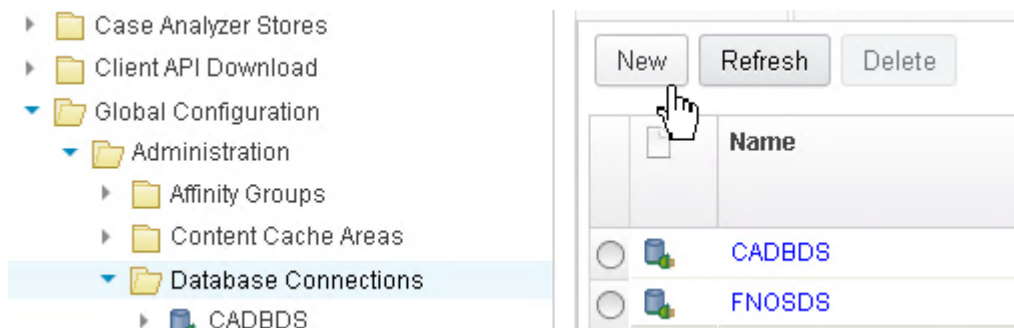 Case Analyzer Stores
Client API Download
Global Configuration
Administration
Affinity Groups
Content Cache Areas
Database Connections
CADBDS
New Refresh Delete
Name
CADBDS
FNOSDS